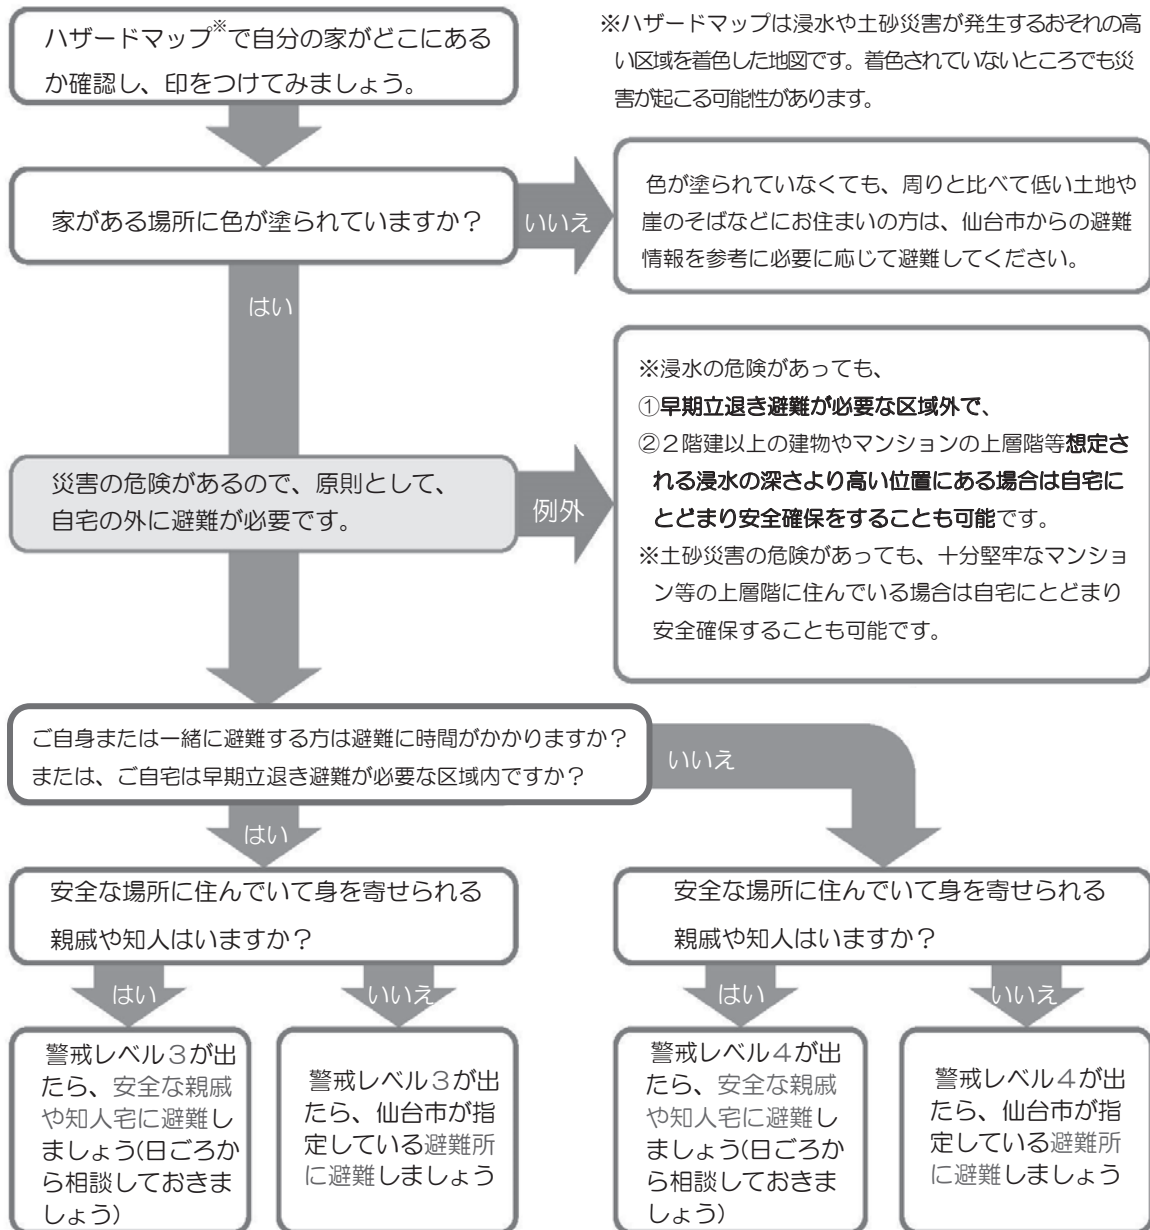 ハザードマップ※で自分の家がどこにある
か確認し、印をつけてみましょう。
※ハザードマップは浸水や土砂災害が発生するおそれの高
い区域を着色した地図です。着色されていないところでも災
害が起こる可能性があります。
家がある場所に色が塗られていますか？
いいえ
色が塗られていなくても、周りと比べて低い土地や
崖のそばなどにお住まいの方は、仙台市からの避難
情報を参考に必要に応じて避難してください。
はい
災害の危険があるので、原則として、
自宅の外に避難が必要です。
例外
※浸水の危険があっても、
①早期立退き避難が必要な区域外で、
②２階建以上の建物やマンションの上層階等想定さ
れる浸水の深さより高い位置にある場合は自宅に
とどまり安全確保をすることも可能です。
※土砂災害の危険があっても、十分堅牢なマンショ
ン等の上層階に住んでいる場合は自宅にとどまり
安全確保することも可能です。
ご自身または一緒に避難する方は避難に時間がかかりますか？
または、ご自宅は早期立退き避難が必要な区域内ですか？
いいえ
はい
安全な場所に住んでいて身を寄せられる
親戚や知人はいますか？
はい
いいえ
警戒レベル３が出
たら、安全な親戚
や知人宅に避難し
ましょう(日ごろか
ら相談しておきま
しょう)
警戒レベル３が出
たら、仙台市が指
定している避難所
に避難しましょう
安全な場所に住んでいて身を寄せられる
親戚や知人はいますか？
はい
いいえ
警戒レベル４が出
たら、安全な親戚
や知人宅に避難し
ましょう(日ごろか
ら相談しておきま
しょう)
警戒レベル４が出
たら、仙台市が指
定している避難所
に避難しましょう